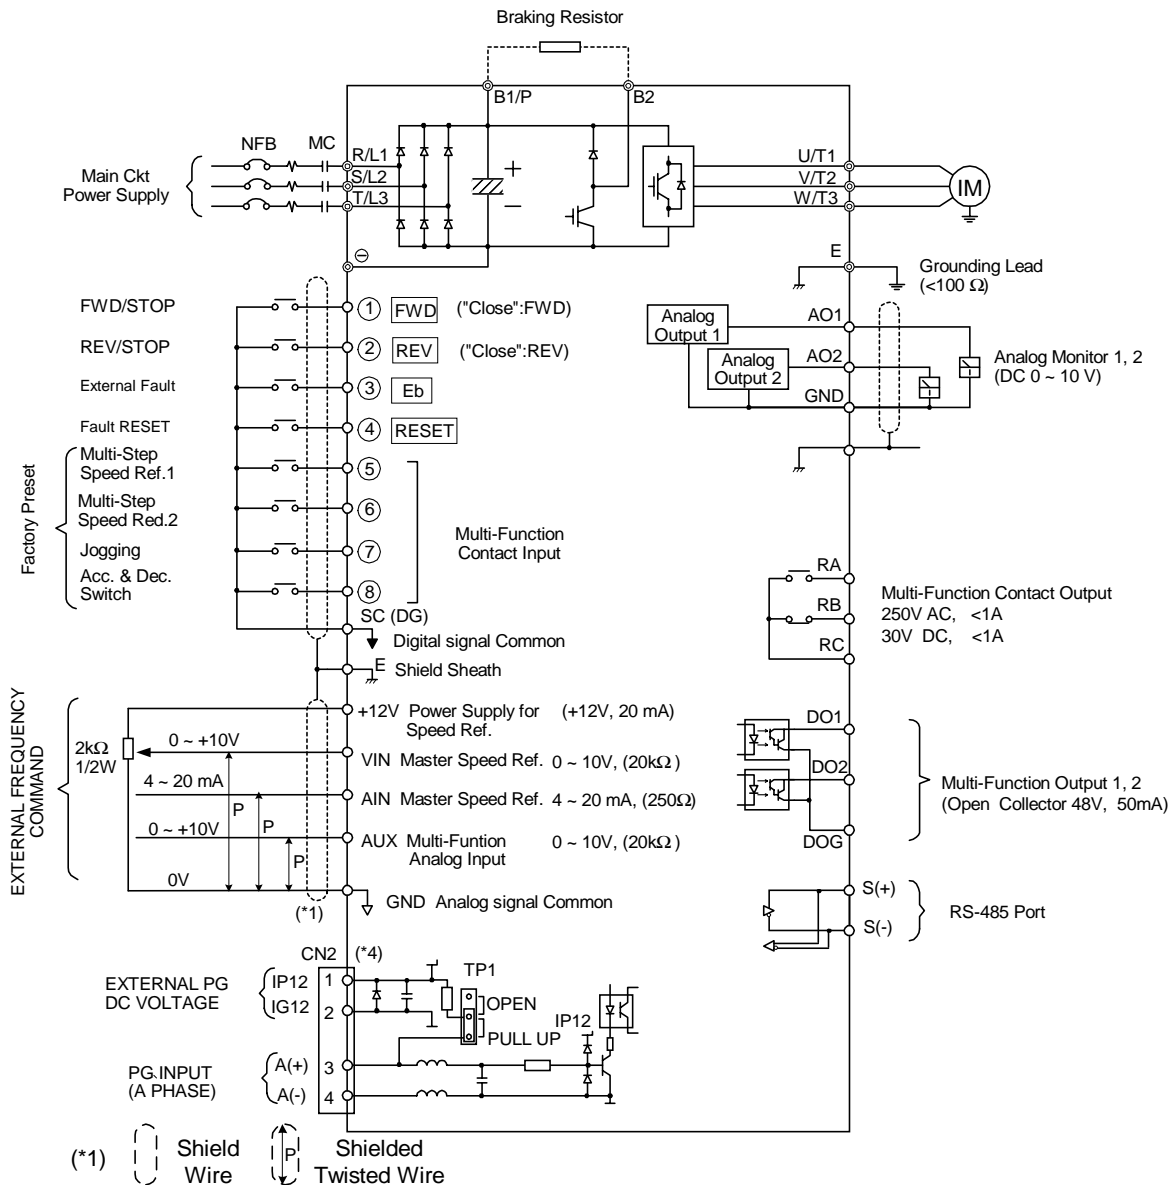 Braking Resistor
B1/P
B2
NFB
MC
R/L1
S/L2
T/L3
Main Ckt
Power Supply
+
−
U/T1
V/T2
W/T3
IM
⊖
E
Grounding Lead
(<100 Ω)
FWD/STOP
1
FWD
("Close":FWD)
REV/STOP
2
REV
("Close":REV)
External Fault
3
Eb
Fault RESET
4
RESET
Factory Preset
Multi-Step
Speed Ref.1
5
Multi-Step
Speed Red.2
6
Jogging
7
Acc. & Dec.
Switch
8
Multi-Function
Contact Input
SC (DG)
Digital signal Common
E
Shield Sheath
Analog
Output 1
Analog
Output 2
AO1
AO2
GND
Analog Monitor 1, 2
(DC 0 ~ 10 V)
RA
RB
RC
Multi-Function Contact Output
250V AC, <1A
30V DC, <1A
EXTERNAL FREQUENCY
COMMAND
2kΩ
1/2W
0 ~ +10V
4 ~ 20 mA
0 ~ +10V
0V
P
P
P
(*1)
+12V Power Supply for
Speed Ref.
(+12V, 20 mA)
VIN Master Speed Ref. 0 ~ 10V, (20kΩ )
AIN Master Speed Ref. 4 ~ 20 mA, (250Ω)
AUX Multi-Funtion
Analog Input
0 ~ 10V, (20kΩ )
GND Analog signal Common
DO1
DO2
DOG
Multi-Function Output 1, 2
(Open Collector 48V, 50mA)
S(+)
S(-)
RS-485 Port
CN2
(*4)
EXTERNAL PG
DC VOLTAGE
IP12
IG12
1
2
TP1
OPEN
PULL UP
IP12
PG INPUT
(A PHASE)
A(+)
A(-)
3
4
(*1)
Shield
Wire
P
Shielded
Twisted Wire